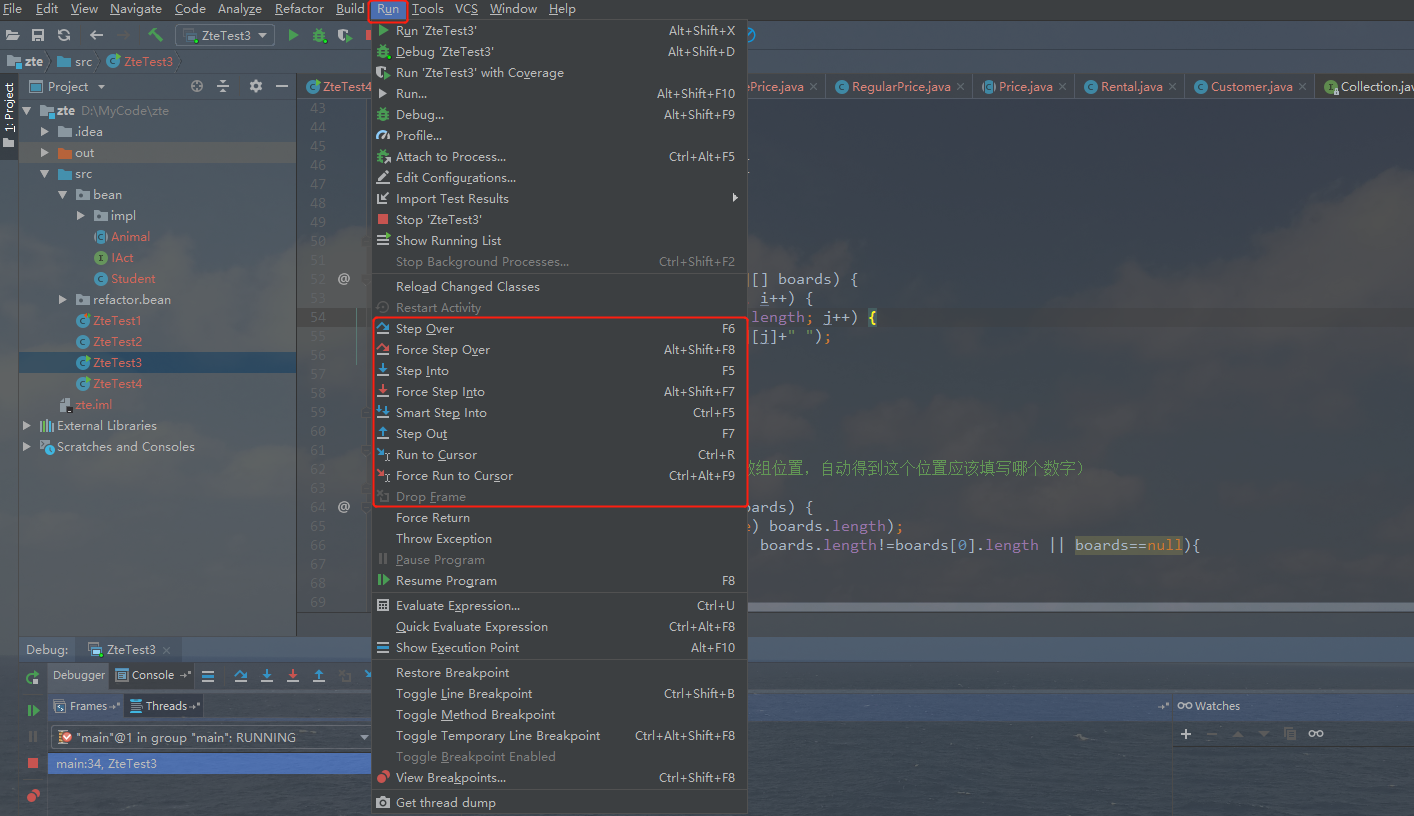 File Edit View Navigate Code Analyze Refactor Build Run Tools VCS Window Help
ZteTest3
zte src ZteTest3
1: Project
Project
zte D:\MyCode\zte
.idea
out
src
bean
impl
Animal
IAct
Student
refactor.bean
ZteTest1
ZteTest2
ZteTest3
ZteTest4
zte.iml
External Libraries
Scratches and Consoles
ZteTest4 ePrice.java RegularPrice.java Price.java Rental.java Customer.java Collection.jav
43
44
45
46
47
48
49
50
51
52 @ [] boards) {
53 i++) {
54 length; j++) {
55 [j]+" ");
56
57
58
59
60
61
62 数组位置，自动得到这个位置应该填写哪个数字）
63
64 @ oards) {
65 e) boards.length);
66 boards.length!=boards[0].length || boards==null){
67
68
69
Run 'ZteTest3' Alt+Shift+X
Debug 'ZteTest3' Alt+Shift+D
Run 'ZteTest3' with Coverage
Run... Alt+Shift+F10
Debug... Alt+Shift+F9
Profile...
Attach to Process... Ctrl+Alt+F5
Edit Configurations...
Import Test Results
Stop 'ZteTest3'
Show Running List
Stop Background Processes... Ctrl+Shift+F2
Reload Changed Classes
Restart Activity
Step Over F6
Force Step Over Alt+Shift+F8
Step Into F5
Force Step Into Alt+Shift+F7
Smart Step Into Ctrl+F5
Step Out F7
Run to Cursor Ctrl+R
Force Run to Cursor Ctrl+Alt+F9
Drop Frame
Force Return
Throw Exception
Pause Program
Resume Program F8
Evaluate Expression... Ctrl+U
Quick Evaluate Expression Ctrl+Alt+F8
Show Execution Point Alt+F10
Restore Breakpoint
Toggle Line Breakpoint Ctrl+Shift+B
Toggle Method Breakpoint
Toggle Temporary Line Breakpoint Ctrl+Alt+Shift+F8
Toggle Breakpoint Enabled
View Breakpoints... Ctrl+Shift+F8
Get thread dump
Debug: ZteTest3
Debugger Console
Frames Threads
"main"@1 in group "main": RUNNING
main:34, ZteTest3
Watches